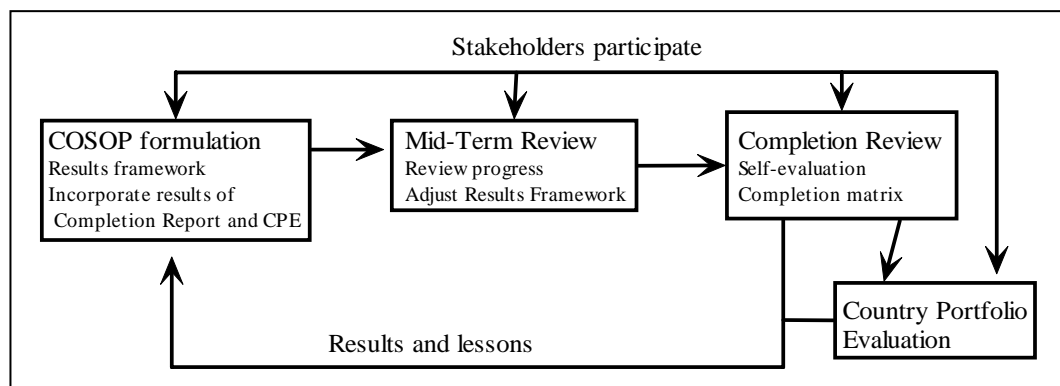 Stakeholders participate
COSOP formulation
Results framework
Incorporate results of
Completion Report and CPE
Mid-Term Review
Review progress
Adjust Results Framework
Completion Review
Self-evaluation
Completion matrix
Country Portfolio
Evaluation
Results and lessons